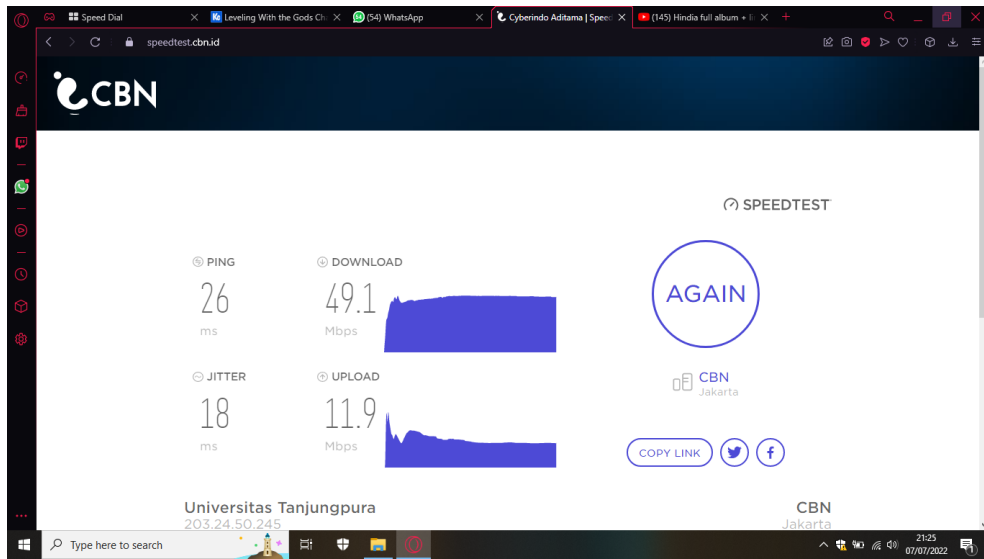 Speed Dial
Leveling With the Gods Ch
(54) WhatsApp
Cyberindo Aditama | Speed
(145) Hindia full album + li
speedtest.cbn.id
CBN
SPEEDTEST
PING
26
ms
DOWNLOAD
49.1
Mbps
AGAIN
JITTER
18
ms
UPLOAD
11.9
Mbps
CBN
Jakarta
COPY LINK
Universitas Tanjungpura
203.24.50.245
CBN
Jakarta
Type here to search
21:25
07/07/2022